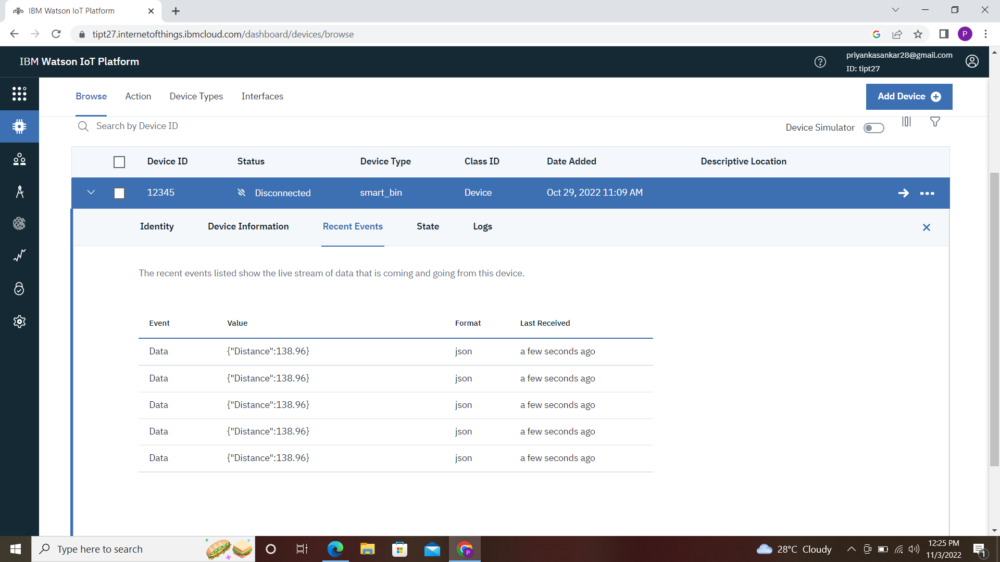 IBM Watson IoT Platform
tipt27.internetofthings.ibmcloud.com/dashboard/devices/browse
P
IBM Watson IoT Platform
priyankasankar28@gmail.com
ID: tipt27
Browse Action Device Types Interfaces
Add Device
Search by Device ID
Device Simulator
Device ID Status Device Type Class ID Date Added Descriptive Location
12345 Disconnected smart_bin Device Oct 29, 2022 11:09 AM
Identity Device Information Recent Events State Logs
The recent events listed show the live stream of data that is coming and going from this device.
Event Value Format Last Received
Data {"Distance":138.96} json a few seconds ago
Data {"Distance":138.96} json a few seconds ago
Data {"Distance":138.96} json a few seconds ago
Data {"Distance":138.96} json a few seconds ago
Data {"Distance":138.96} json a few seconds ago
Type here to search
P
28°C Cloudy
12:25 PM
11/3/2022
1